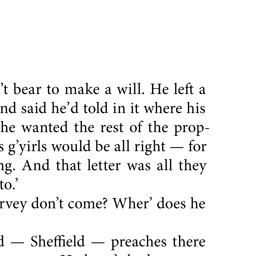 't bear to make a will. He left a
nd said he'd told in it where his
he wanted the rest of the prop-
s g'yirls would be all right — for
ng. And that letter was all they
to.'
rvey don't come? Wher' does he
d — Sheffield — preaches there